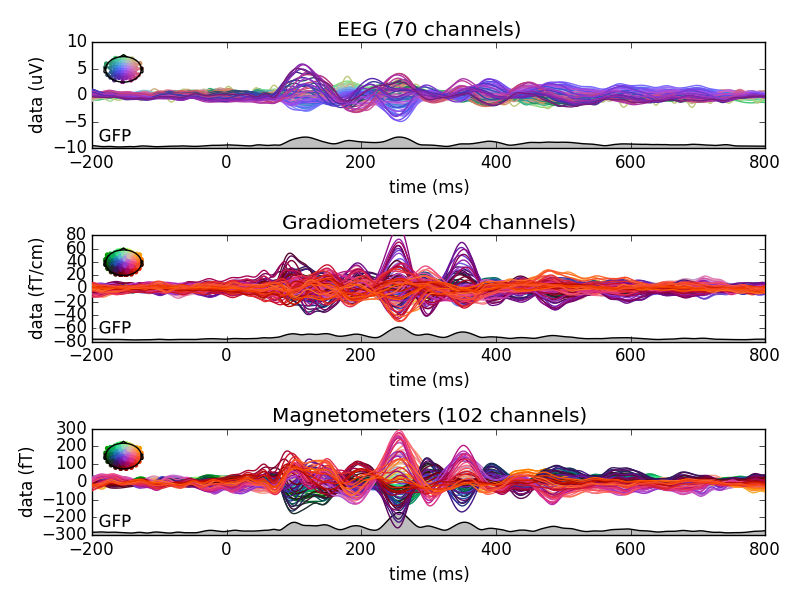 EEG (70 channels)
data (uV)
10
5
0
−5
−10
GFP
−200 0 200 400 600 800
time (ms)
Gradiometers (204 channels)
data (fT/cm)
80
60
40
20
0
−20
−40
−60
−80
GFP
−200 0 200 400 600 800
time (ms)
Magnetometers (102 channels)
data (fT)
300
200
100
0
−100
−200
−300
GFP
−200 0 200 400 600 800
time (ms)